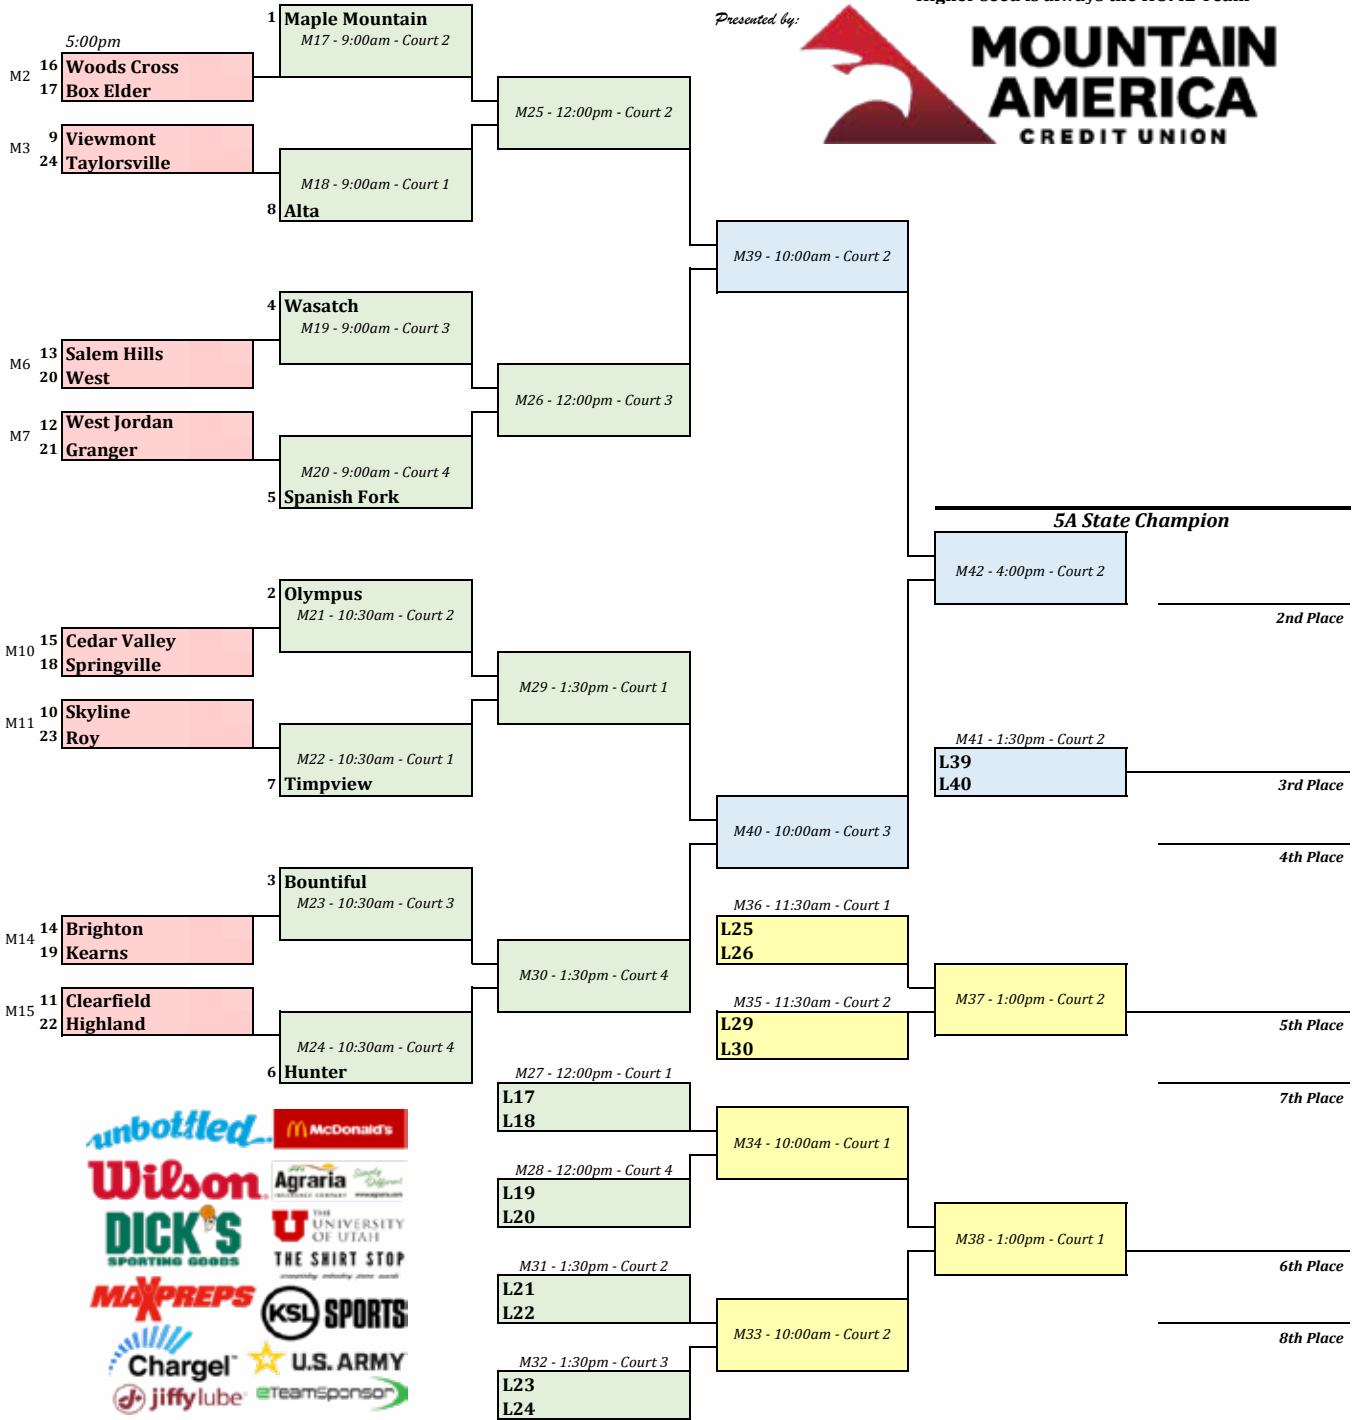 Presented by:
MOUNTAIN
AMERICA
CREDIT UNION
5:00pm
M2
16 Woods Cross
17 Box Elder
M3
9 Viewmont
24 Taylorsville
1 Maple Mountain
M17 - 9:00am - Court 2
M18 - 9:00am - Court 1
8 Alta
M25 - 12:00pm - Court 2
M39 - 10:00am - Court 2
4 Wasatch
M19 - 9:00am - Court 3
M6
13 Salem Hills
20 West
M7
12 West Jordan
21 Granger
M20 - 9:00am - Court 4
5 Spanish Fork
M26 - 12:00pm - Court 3
5A State Champion
M42 - 4:00pm - Court 2
2nd Place
2 Olympus
M21 - 10:30am - Court 2
M10
15 Cedar Valley
18 Springville
M11
10 Skyline
23 Roy
M22 - 10:30am - Court 1
7 Timpview
M29 - 1:30pm - Court 1
M41 - 1:30pm - Court 2
L39
L40
3rd Place
4th Place
M40 - 10:00am - Court 3
3 Bountiful
M23 - 10:30am - Court 3
M14
14 Brighton
19 Kearns
M15
11 Clearfield
22 Highland
M24 - 10:30am - Court 4
6 Hunter
M30 - 1:30pm - Court 4
M36 - 11:30am - Court 1
L25
L26
M35 - 11:30am - Court 2
L29
L30
M37 - 1:00pm - Court 2
5th Place
7th Place
M27 - 12:00pm - Court 1
L17
L18
M28 - 12:00pm - Court 4
L19
L20
M34 - 10:00am - Court 1
M31 - 1:30pm - Court 2
L21
L22
M32 - 1:30pm - Court 3
L23
L24
M33 - 10:00am - Court 2
M38 - 1:00pm - Court 1
6th Place
8th Place
unbottled
McDonald's
Wilson
Agraria
Simply Different
INSURANCE COMPANY www.agraria.com
DICK'S
SPORTING GOODS
U THE UNIVERSITY OF UTAH
THE SHIRT STOP
MAXPREPS
KSL SPORTS
Chargel
U.S. ARMY
jiffylube
eTeamSponsor